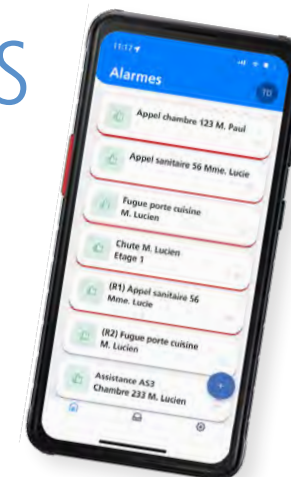 S
11:17
Alarmes
TD
Appel chambre 123 M. Paul
Appel sanitaire 56 Mme. Lucie
Fugue porte cuisine
M. Lucien
Chute M. Lucien
Etage 1
(R1) Appel sanitaire 56
Mme. Lucie
(R2) Fugue porte cuisine
M. Lucien
Assistance AS3
Chambre 233 M. Lucien